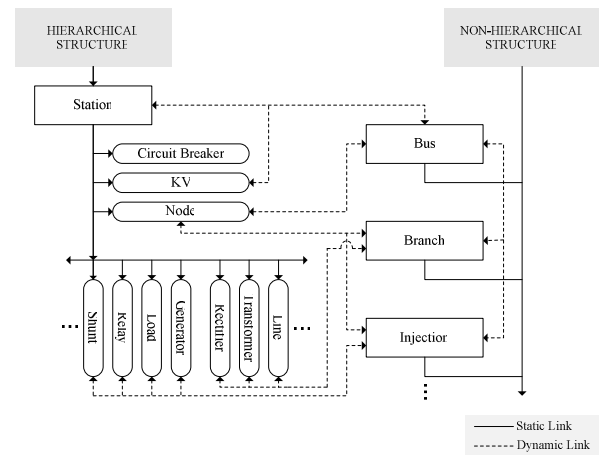 HIERARCHICAL
STRUCTURE
NON-HIERARCHICAL
STRUCTURE
Station
Bus
Circuit Breaker
KV
Node
Branch
Shunt
Relay
Load
Generator
Rectifier
Transformer
Line
...
...
Injection
...
Static Link
Dynamic Link